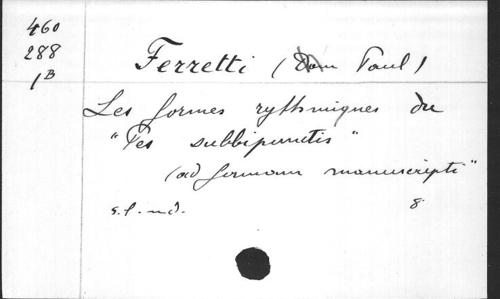 460
288
1B
Ferretti (Dom Paul)
Les formes rythmiques du
"Pes subbipunctis"
(ad formam manuscripti"
s.l.-n.d. 8